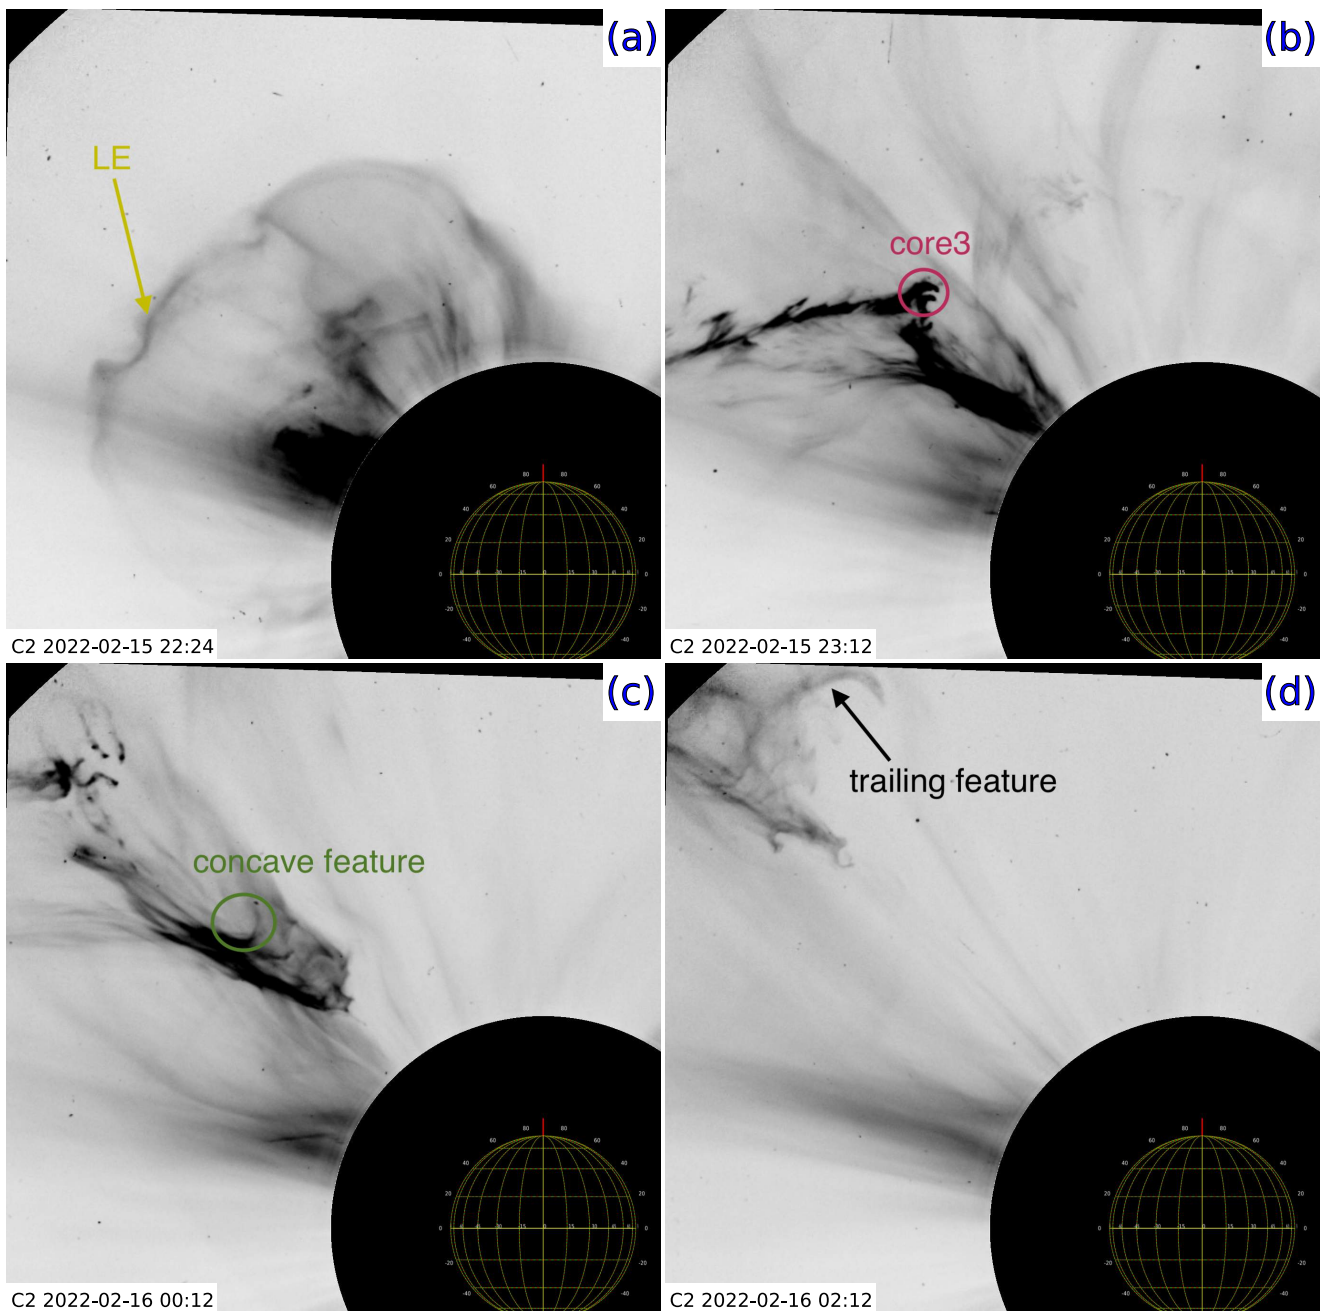 (a)
LE
C2 2022-02-15 22:24
(b)
core3
C2 2022-02-15 23:12
(c)
concave feature
C2 2022-02-16 00:12
(d)
trailing feature
C2 2022-02-16 02:12